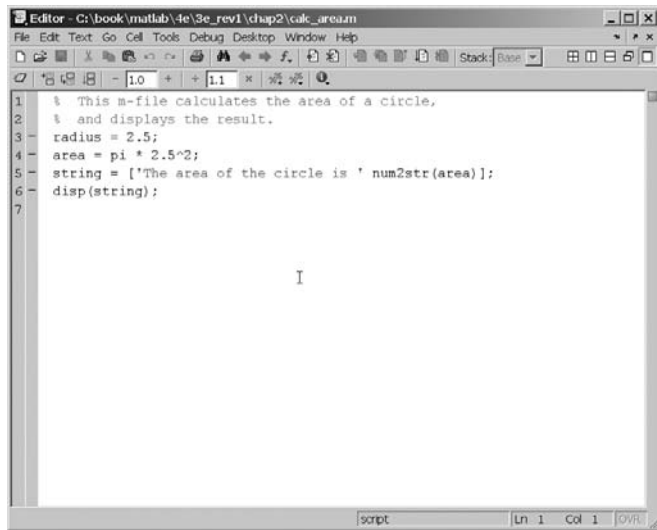 Editor - C:\book\matlab\4e\3e_rev1\chap2\calc_area.m
File Edit Text Go Cell Tools Debug Desktop Window Help
Stack: Base
- 1.0 + ÷ 1.1 ×
1 % This m-file calculates the area of a circle,
2 % and displays the result.
3 - radius = 2.5;
4 - area = pi * 2.5^2;
5 - string = ['The area of the circle is ' num2str(area)];
6 - disp(string);
7
script Ln 1 Col 1 OVR